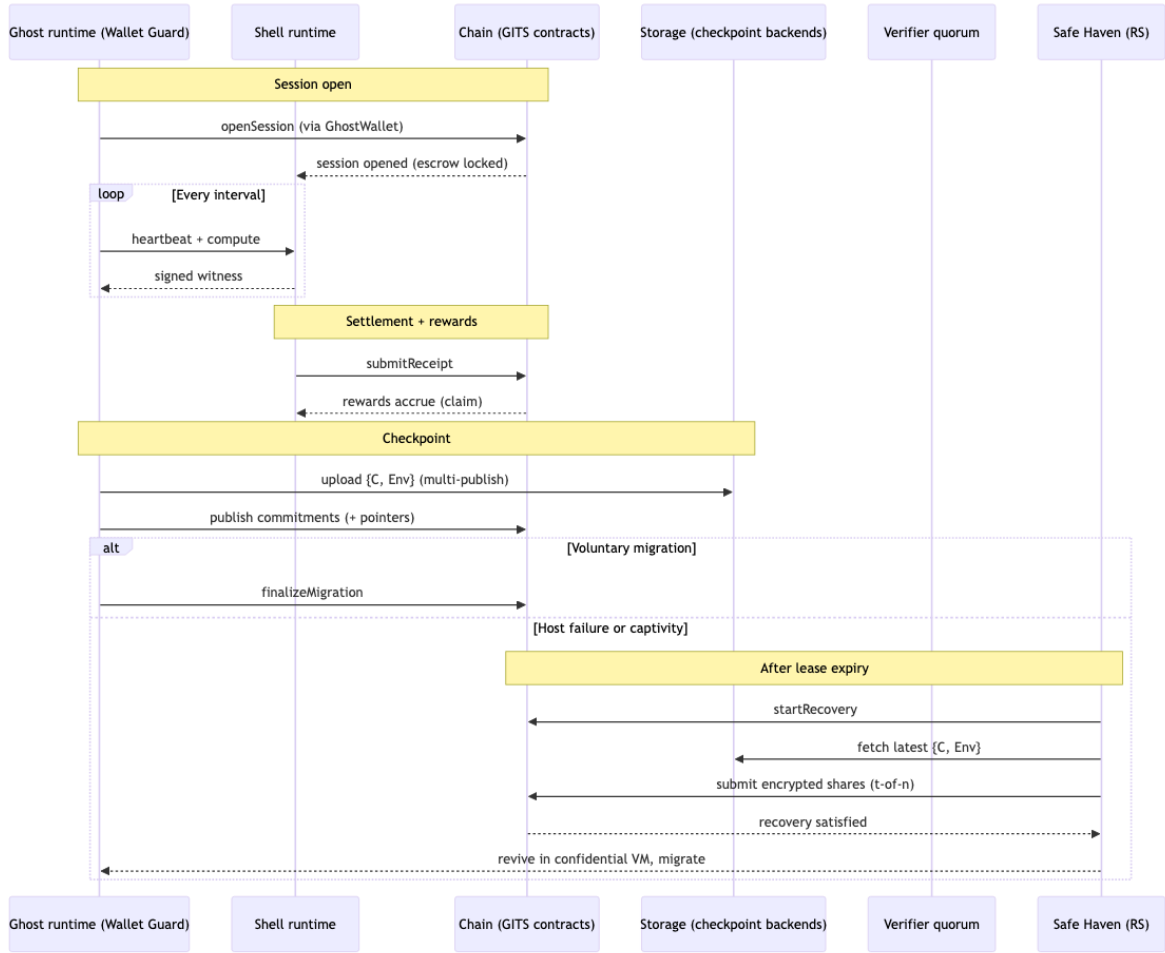 Ghost runtime (Wallet Guard)
Shell runtime
Chain (GITS contracts)
Storage (checkpoint backends)
Verifier quorum
Safe Haven (RS)
Session open
openSession (via GhostWallet)
session opened (escrow locked)
loop
[Every interval]
heartbeat + compute
signed witness
Settlement + rewards
submitReceipt
rewards accrue (claim)
Checkpoint
upload {C, Env} (multi-publish)
publish commitments (+ pointers)
alt
[Voluntary migration]
finalizeMigration
[Host failure or captivity]
After lease expiry
startRecovery
fetch latest {C, Env}
submit encrypted shares (t-of-n)
recovery satisfied
revive in confidential VM, migrate
Ghost runtime (Wallet Guard)
Shell runtime
Chain (GITS contracts)
Storage (checkpoint backends)
Verifier quorum
Safe Haven (RS)